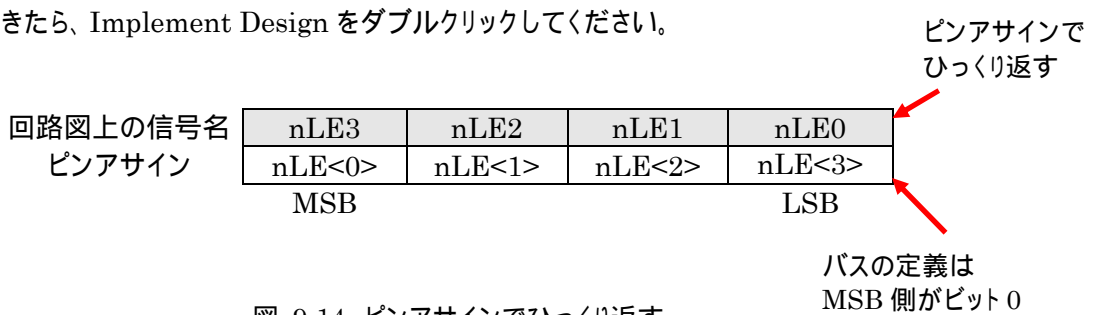 きたら、Implement Design をダブルクリックしてください。
ピンアサインで
ひっくり返す
回路図上の信号名 nLE3 nLE2 nLE1 nLE0
ピンアサイン nLE<0> nLE<1> nLE<2> nLE<3>
MSB LSB
バスの定義は
MSB 側がビット 0
図 9-14 ピンアサインでひっくり返す